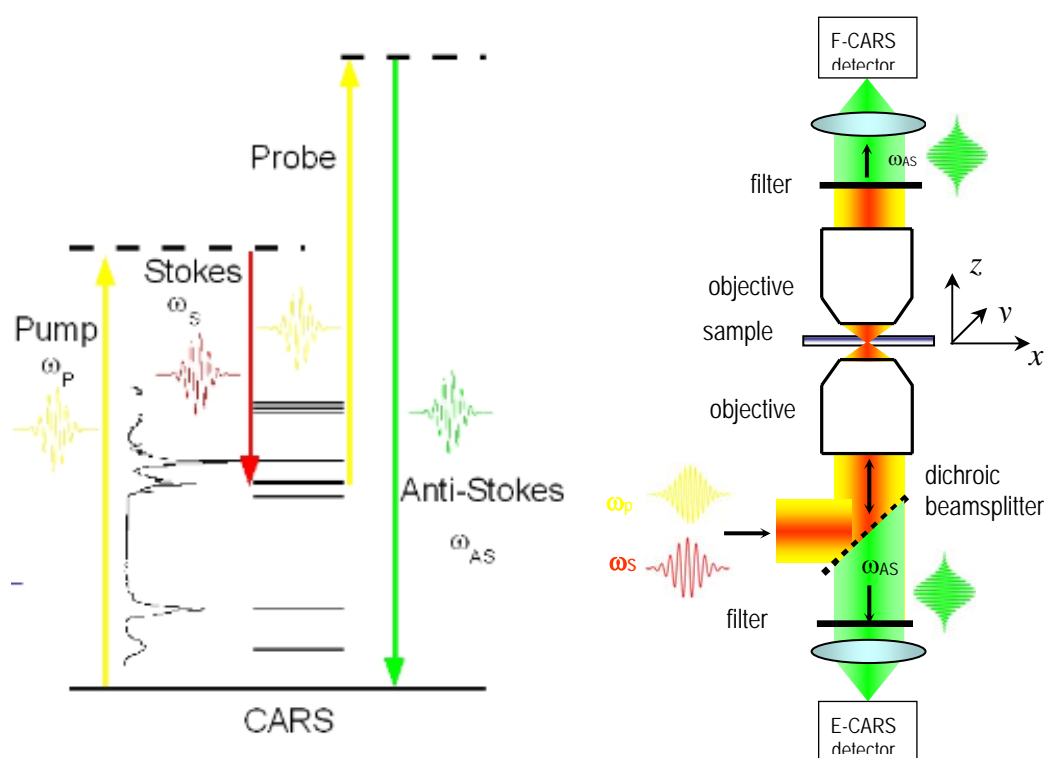 Probe
Stokes
ωS
Pump
ωP
Anti-Stokes
ωAS
CARS
F-CARS
detector
ωAS
filter
objective
sample
z
y
x
objective
dichroic
beamsplitter
ωp
ωS
ωAS
filter
E-CARS
detector